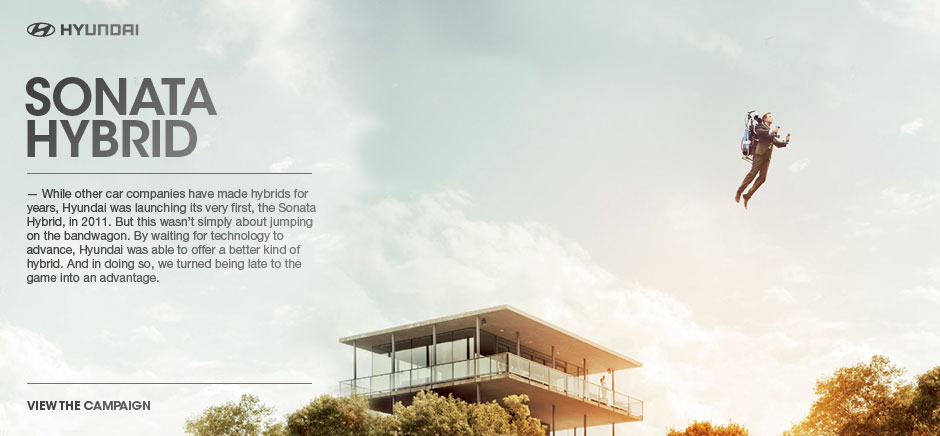 HYUNDAI
SONATA
HYBRID
— While other car companies have made hybrids for
years, Hyundai was launching its very first, the Sonata
Hybrid, in 2011. But this wasn’t simply about jumping
on the bandwagon. By waiting for technology to
advance, Hyundai was able to offer a better kind of
hybrid. And in doing so, we turned being late to the
game into an advantage.
VIEW THE CAMPAIGN